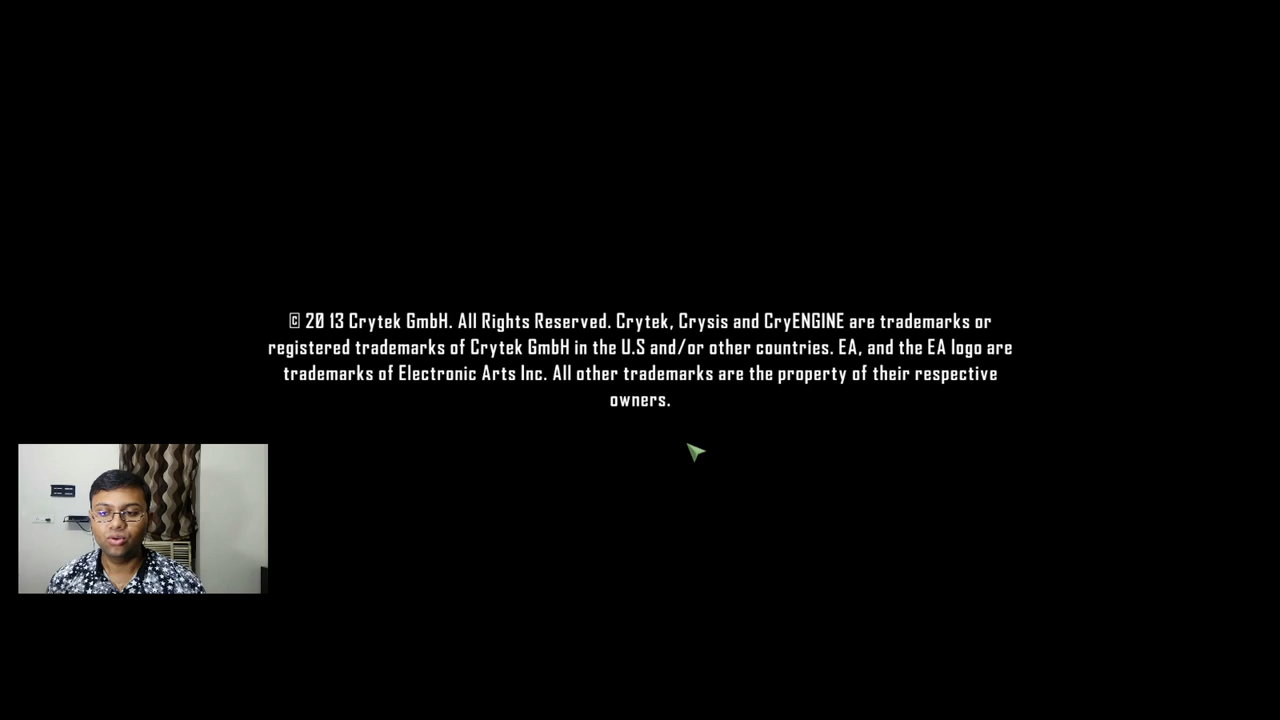 © 2013 Crytek GmbH. All Rights Reserved. Crytek, Crysis and CryENGINE are trademarks or
registered trademarks of Crytek GmbH in the U.S and/or other countries. EA, and the EA logo are
trademarks of Electronic Arts Inc. All other trademarks are the property of their respective
owners.